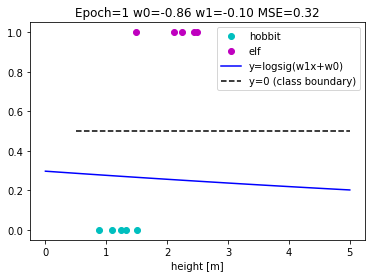 Epoch=1 w0=-0.86 w1=-0.10 MSE=0.32
1.0
0.8
0.6
0.4
0.2
0.0
hobbit
elf
y=logsig(w1x+w0)
y=0 (class boundary)
0 1 2 3 4 5
height [m]